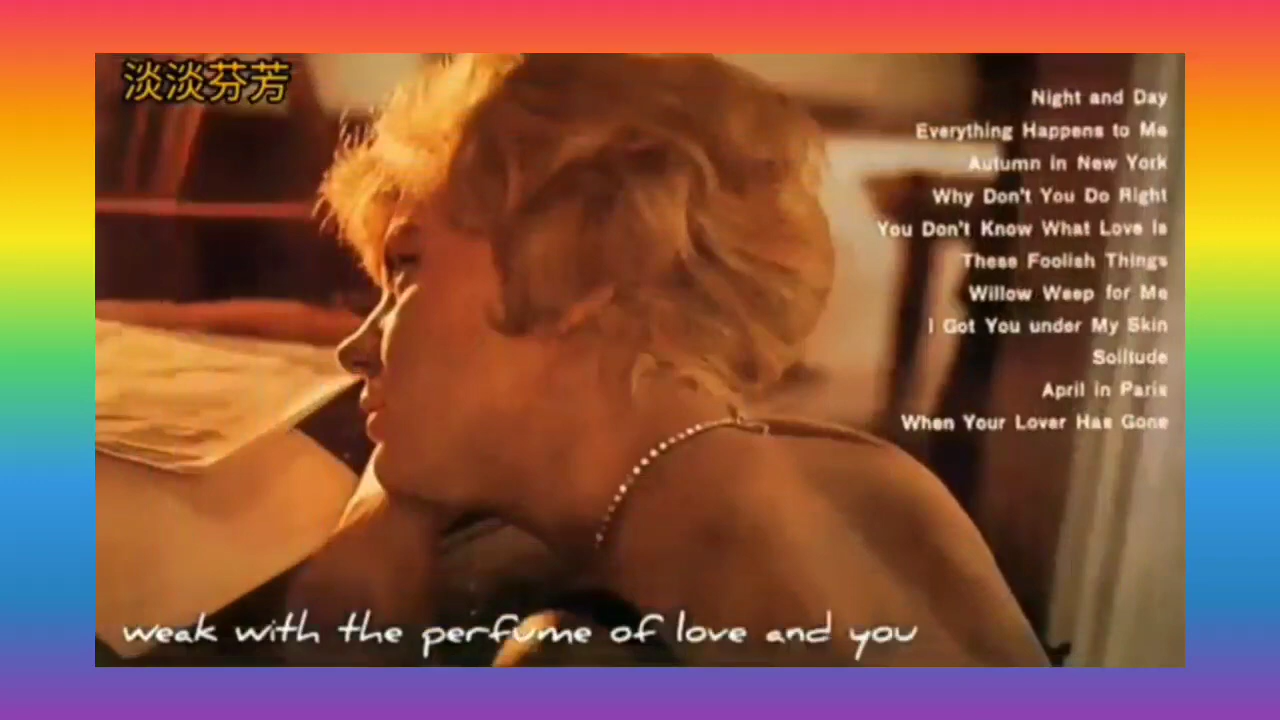 淡淡芬芳
Night and Day
Everything Happens to Me
Autumn in New York
Why Don't You Do Right
You Don't Know What Love Is
These Foolish Things
Willow Weep for Me
I Got You under My Skin
Solitude
April in Paris
When Your Lover Has Gone
weak with the perfume of love and you